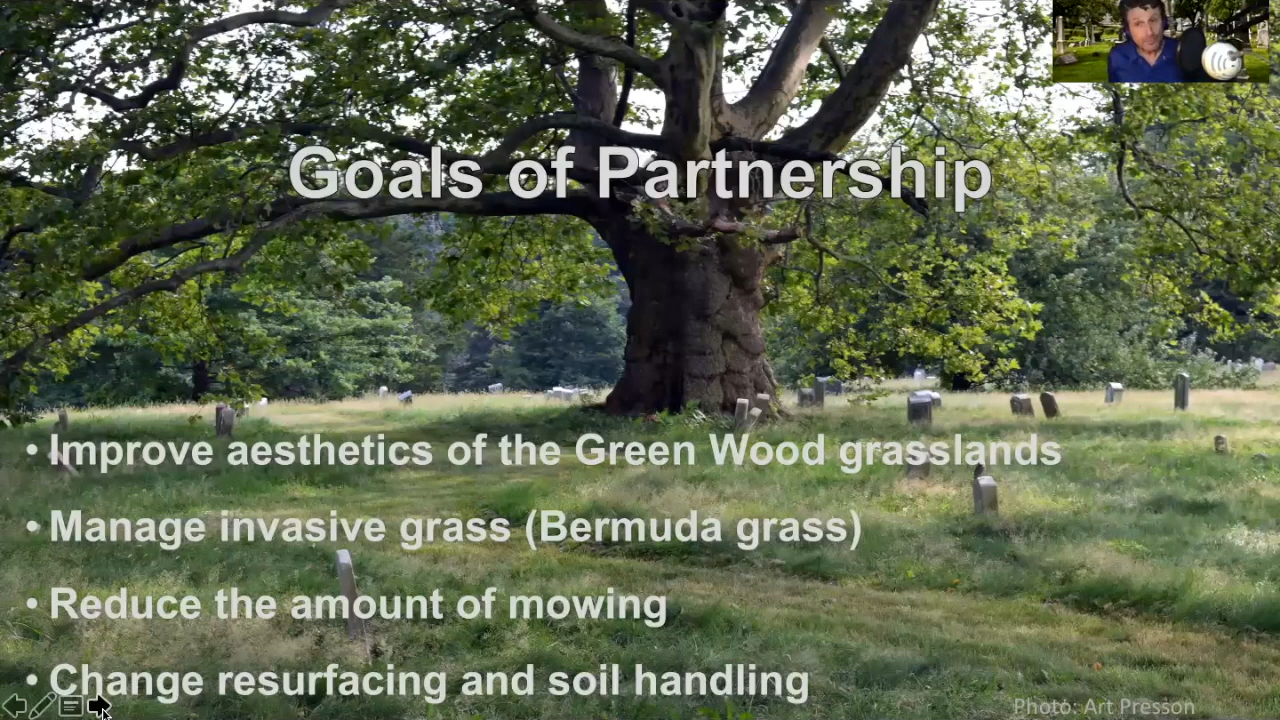 Goals of Partnership
• Improve aesthetics of the Green Wood grasslands
• Manage invasive grass (Bermuda grass)
• Reduce the amount of mowing
• Change resurfacing and soil handling
Photo: Art Presson